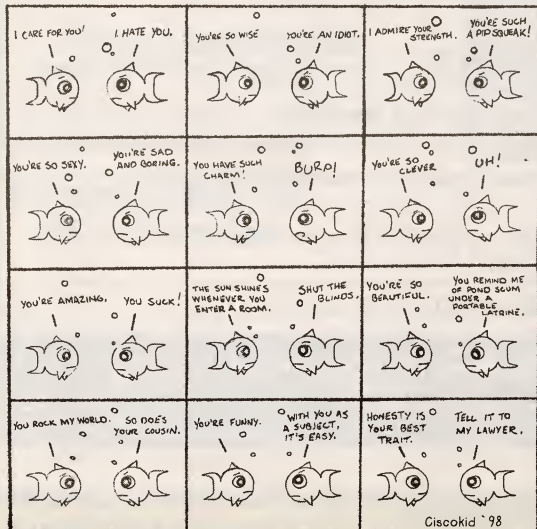 I CARE FOR YOU!
I HATE YOU.
YOU'RE SO WISE
YOU'RE AN IDIOT.
I ADMIRE YOUR
STRENGTH.
YOU'RE SUCH
A PIPSQUEAK!
YOU'RE SO SEXY.
YOU'RE SAD
AND BORING.
YOU HAVE SUCH
CHARM!
BURP!
YOU'RE SO
CLEVER
UH!
YOU'RE AMAZING.
YOU SUCK!
THE SUN SHINES
WHENEVER YOU
ENTER A ROOM.
SHUT THE
BLINDS.
YOU'RE SO
BEAUTIFUL.
YOU REMIND ME
OF POND SCUM
UNDER A
PORTABLE
LATRINE.
YOU ROCK MY WORLD.
SO DOES
YOUR COUSIN.
YOU'RE FUNNY.
WITH YOU AS
A SUBJECT,
IT'S EASY.
HONESTY IS
YOUR BEST
TRAIT.
TELL IT TO
MY LAWYER.
Ciscokid '98